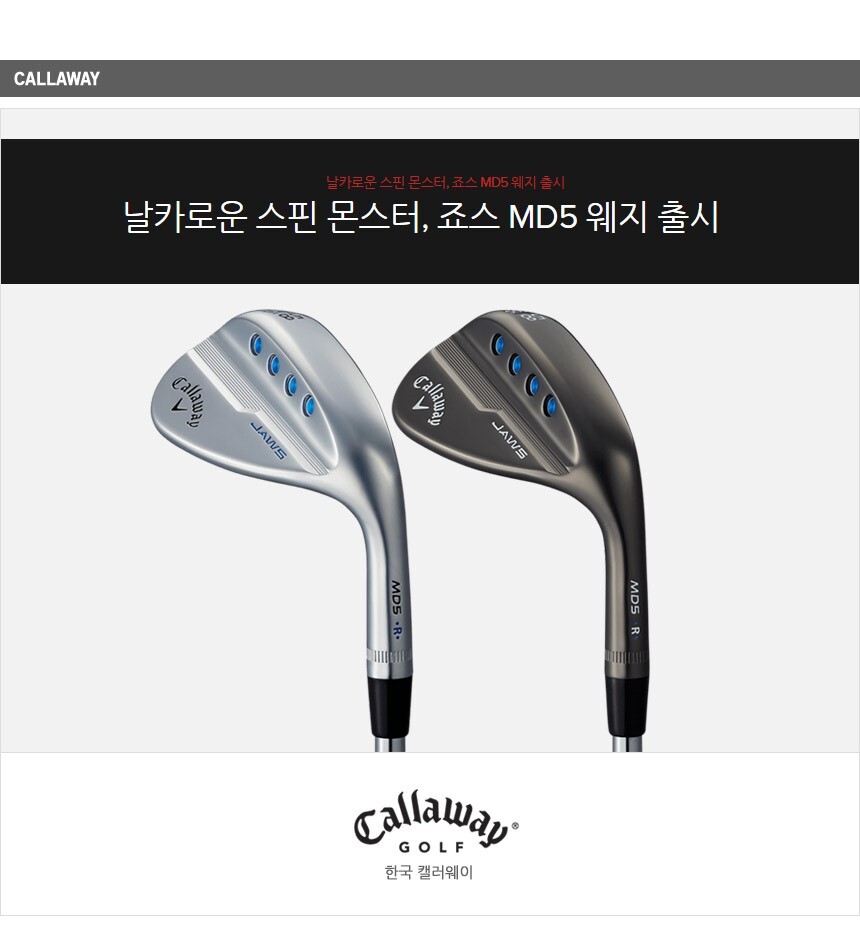 CALLAWAY
날카로운 스핀 몬스터, 죠스 MD5 웨지 출시
날카로운 스핀 몬스터, 죠스 MD5 웨지 출시
Callaway
JAWS
MD5 •R•
Callaway
JAWS
MD5 •R•
Callaway®
GOLF
한국 캘러웨이